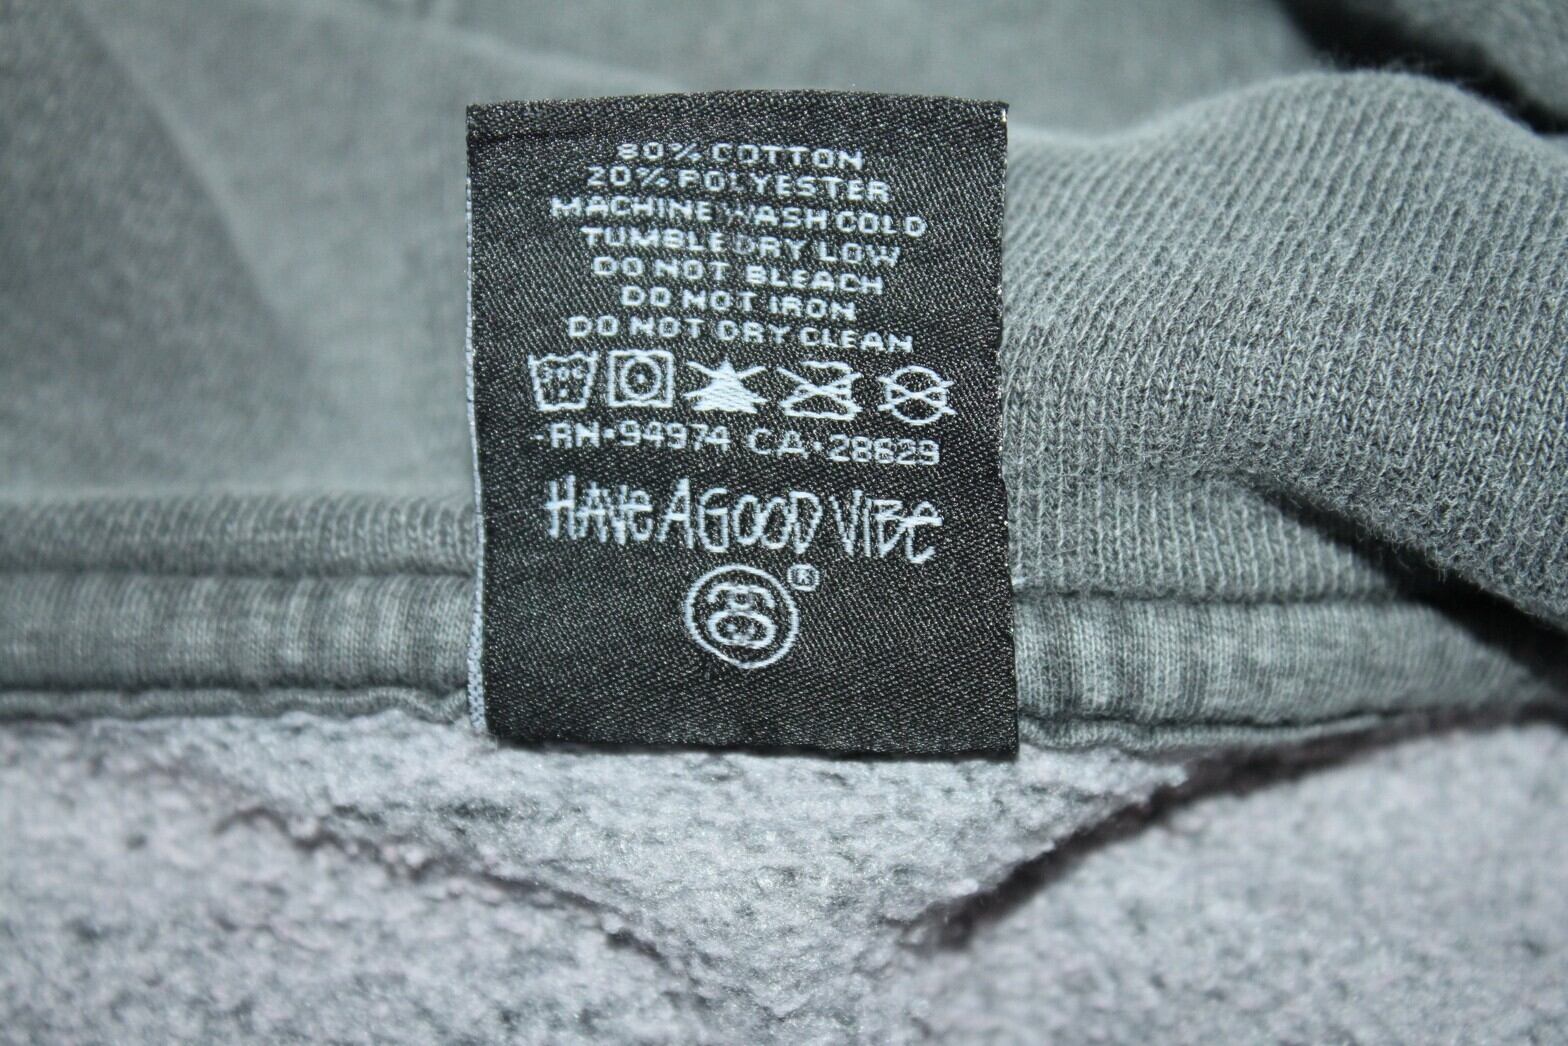 80% COTTON
20% POLYESTER
MACHINE WASH COLD
TUMBLE DRY LOW
DO NOT BLEACH
DO NOT IRON
DO NOT DRY CLEAN
RN·94974 CA·28629
HAVE A GOOD VIBE
®